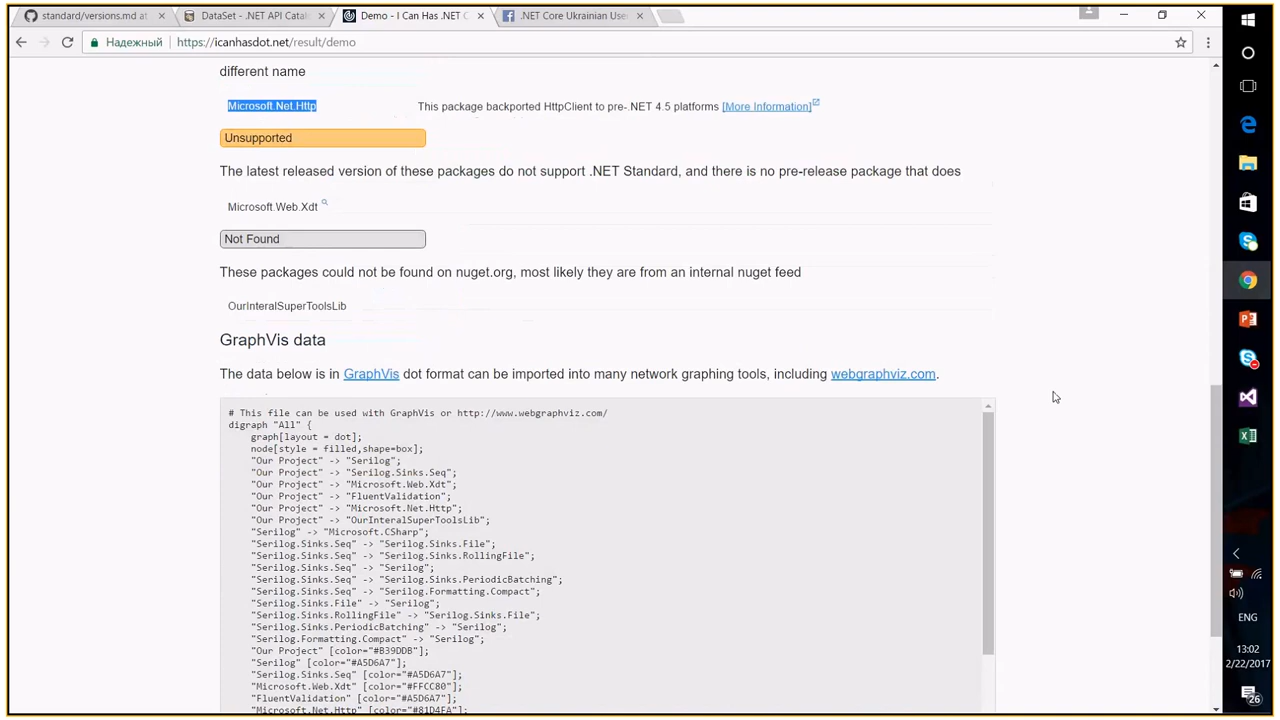 standard/versions.md at
DataSet - .NET API Catal
Demo - I Can Has .NET C
.NET Core Ukrainian Use
Надежный
https://icanhasdot.net/result/demo
different name
Microsoft.Net.Http
This package backported HttpClient to pre-.NET 4.5 platforms [More Information]
Unsupported
The latest released version of these packages do not support .NET Standard, and there is no pre-release package that does
Microsoft.Web.Xdt
Not Found
These packages could not be found on nuget.org, most likely they are from an internal nuget feed
OurInteralSuperToolsLib
GraphVis data
The data below is in GraphVis dot format can be imported into many network graphing tools, including webgraphviz.com.
# This file can be used with GraphVis or http://www.webgraphviz.com/
digraph "All" {
graph[layout = dot];
node[style = filled,shape=box];
"Our Project" -> "Serilog";
"Our Project" -> "Serilog.Sinks.Seq";
"Our Project" -> "Microsoft.Web.Xdt";
"Our Project" -> "FluentValidation";
"Our Project" -> "Microsoft.Net.Http";
"Our Project" -> "OurInteralSuperToolsLib";
"Serilog" -> "Microsoft.CSharp";
"Serilog.Sinks.Seq" -> "Serilog.Sinks.File";
"Serilog.Sinks.Seq" -> "Serilog.Sinks.RollingFile";
"Serilog.Sinks.Seq" -> "Serilog";
"Serilog.Sinks.Seq" -> "Serilog.Sinks.PeriodicBatching";
"Serilog.Sinks.Seq" -> "Serilog.Formatting.Compact";
"Serilog.Sinks.File" -> "Serilog";
"Serilog.Sinks.RollingFile" -> "Serilog.Sinks.File";
"Serilog.Sinks.PeriodicBatching" -> "Serilog";
"Serilog.Formatting.Compact" -> "Serilog";
"Our Project" [color="#B39DDB"];
"Serilog" [color="#A5D6A7"];
"Serilog.Sinks.Seq" [color="#A5D6A7"];
"Microsoft.Web.Xdt" [color="#FFCC80"];
"FluentValidation" [color="#A5D6A7"];
"Microsoft.Net.Http" [color="#81D4FA"];
ENG
13:02
2/22/2017
26